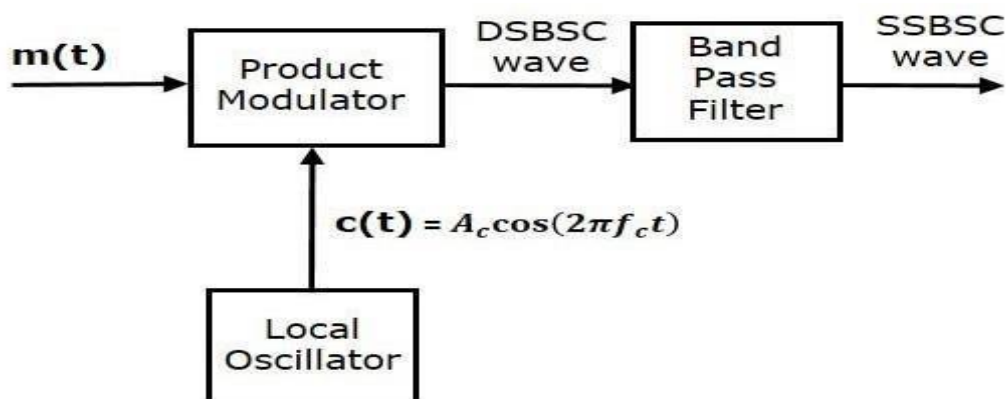 m(t)
Product
Modulator
DSBSC
wave
Band
Pass
Filter
SSBSC
wave
c(t) = A_c cos(2πf_c t)
Local
Oscillator